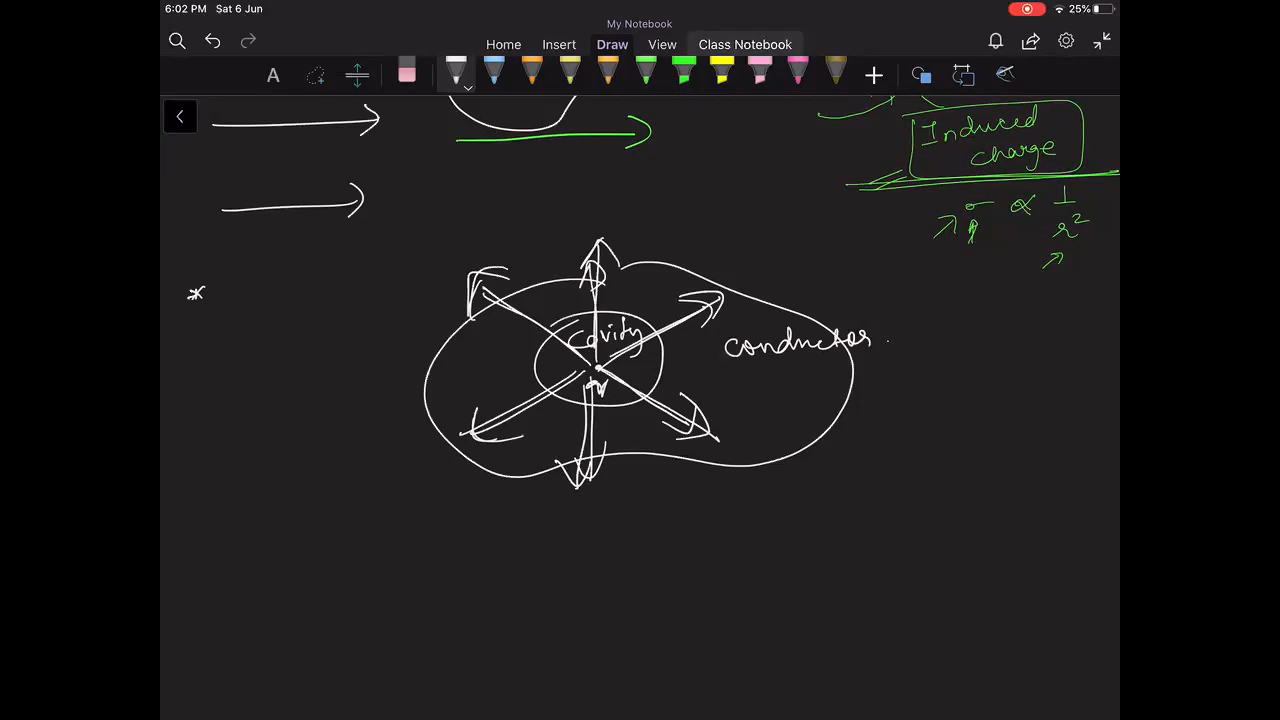 6:02 PM Sat 6 Jun
25%
My Notebook
Home Insert Draw View Class Notebook
A
Induced
charge
σ ∝ 1
r²
*
Cavity
conductor.